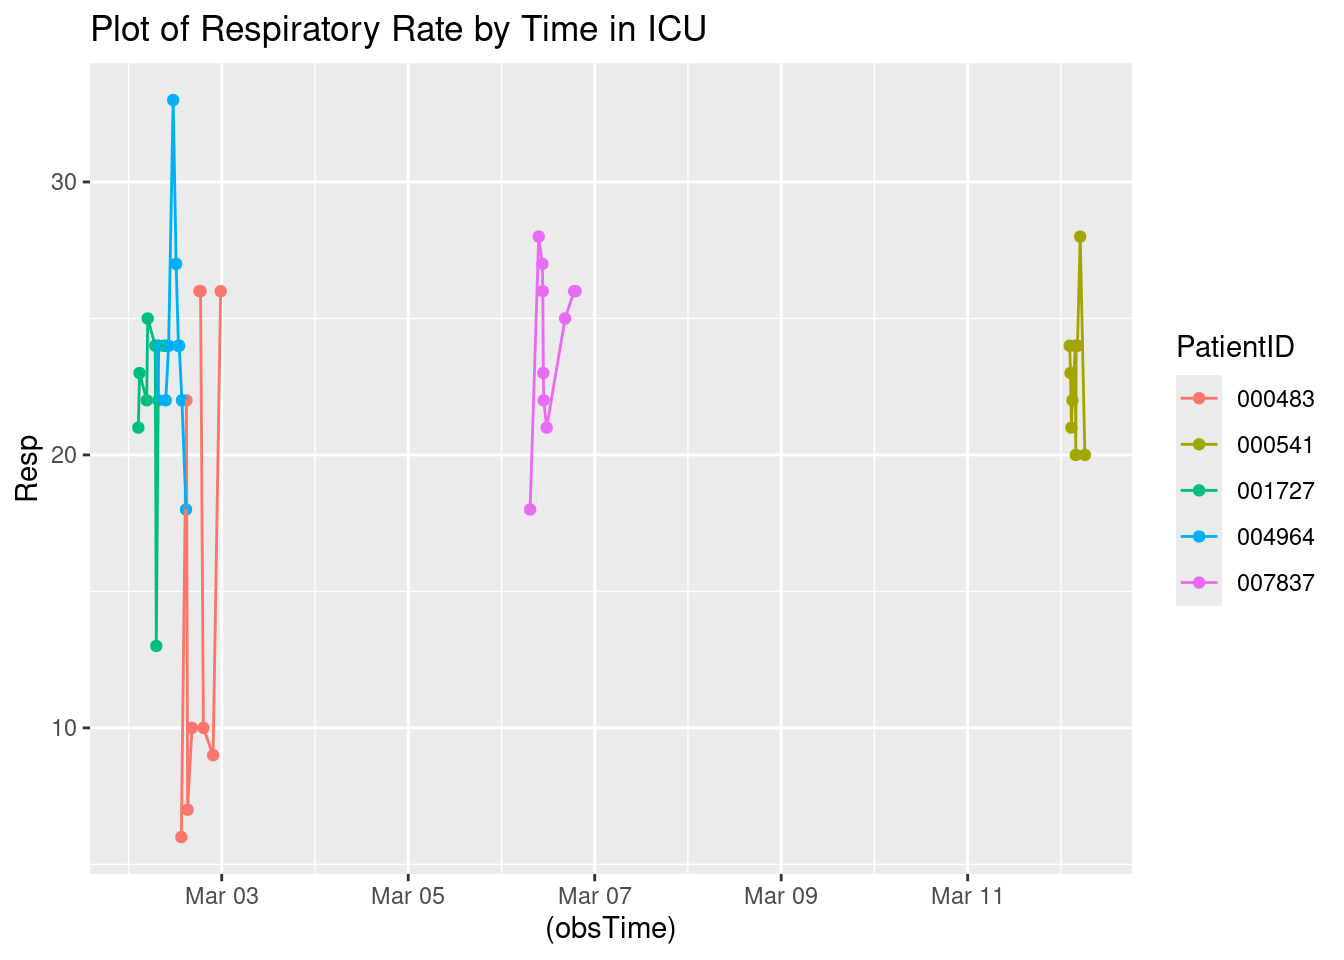 Plot of Respiratory Rate by Time in ICU
30
20
10
Resp
Mar 03
Mar 05
Mar 07
Mar 09
Mar 11
(obsTime)
PatientID
000483
000541
001727
004964
007837